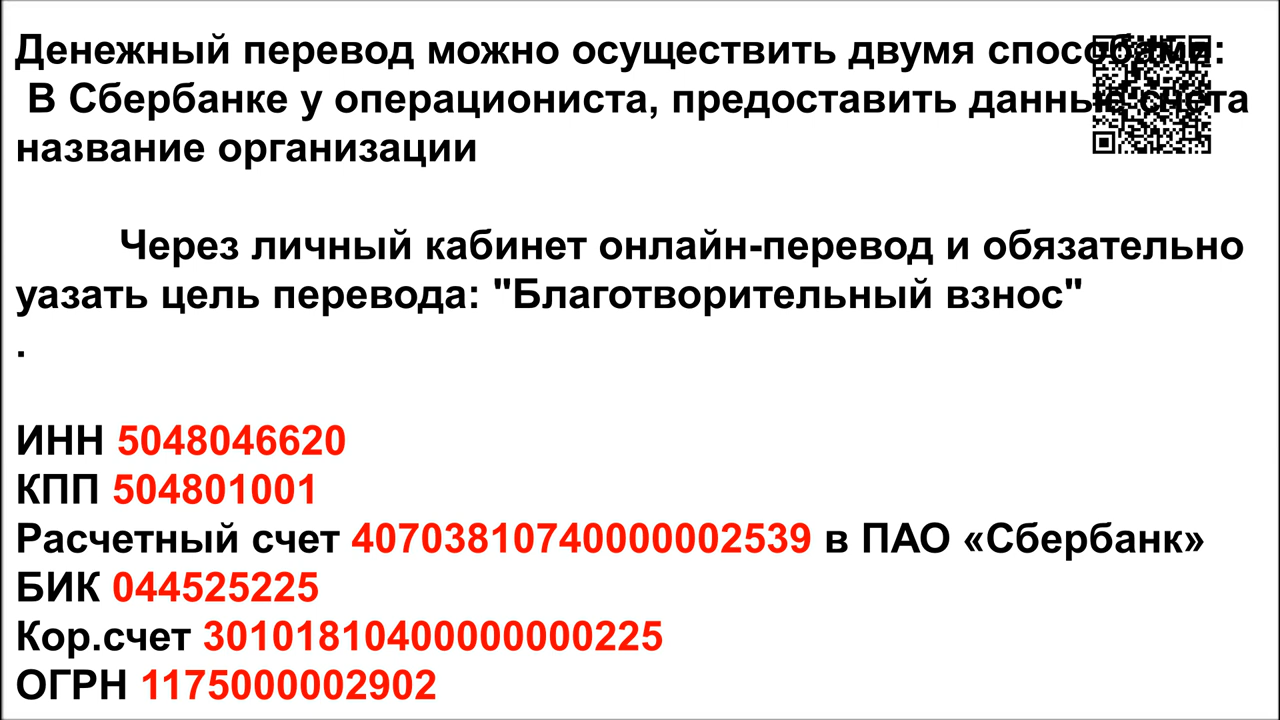 Денежный перевод можно осуществить двумя способами:
В Сбербанке у операциониста, предоставить данные счета
название организации
Через личный кабинет онлайн-перевод и обязательно
уазать цель перевода: "Благотворительный взнос"
.
ИНН 5048046620
КПП 504801001
Расчетный счет 40703810740000002539 в ПАО «Сбербанк»
БИК 044525225
Кор.счет 30101810400000000225
ОГРН 1175000002902